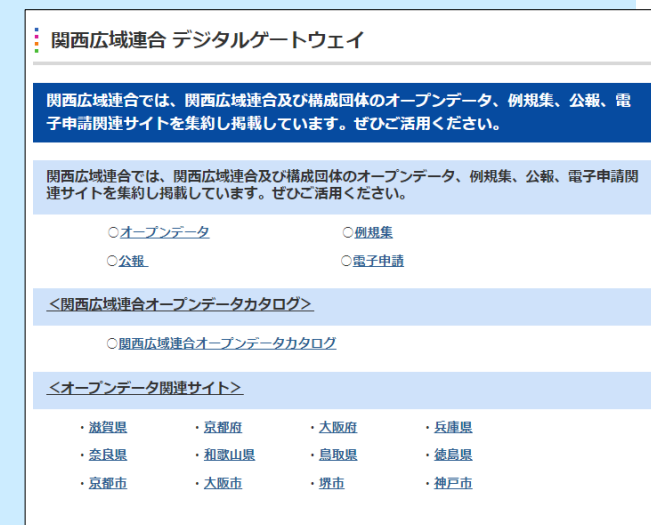 関西広域連合 デジタルゲートウェイ
関西広域連合では、関西広域連合及び構成団体のオープンデータ、例規集、公報、電
子申請関連サイトを集約し掲載しています。ぜひご活用ください。
関西広域連合では、関西広域連合及び構成団体のオープンデータ、例規集、公報、電子申請関
連サイトを集約し掲載しています。ぜひご活用ください。
○オープンデータ ○例規集
○公報 ○電子申請
＜関西広域連合オープンデータカタログ＞
○関西広域連合オープンデータカタログ
＜オープンデータ関連サイト＞
・滋賀県 ・京都府 ・大阪府 ・兵庫県
・奈良県 ・和歌山県 ・鳥取県 ・徳島県
・京都市 ・大阪市 ・堺市 ・神戸市